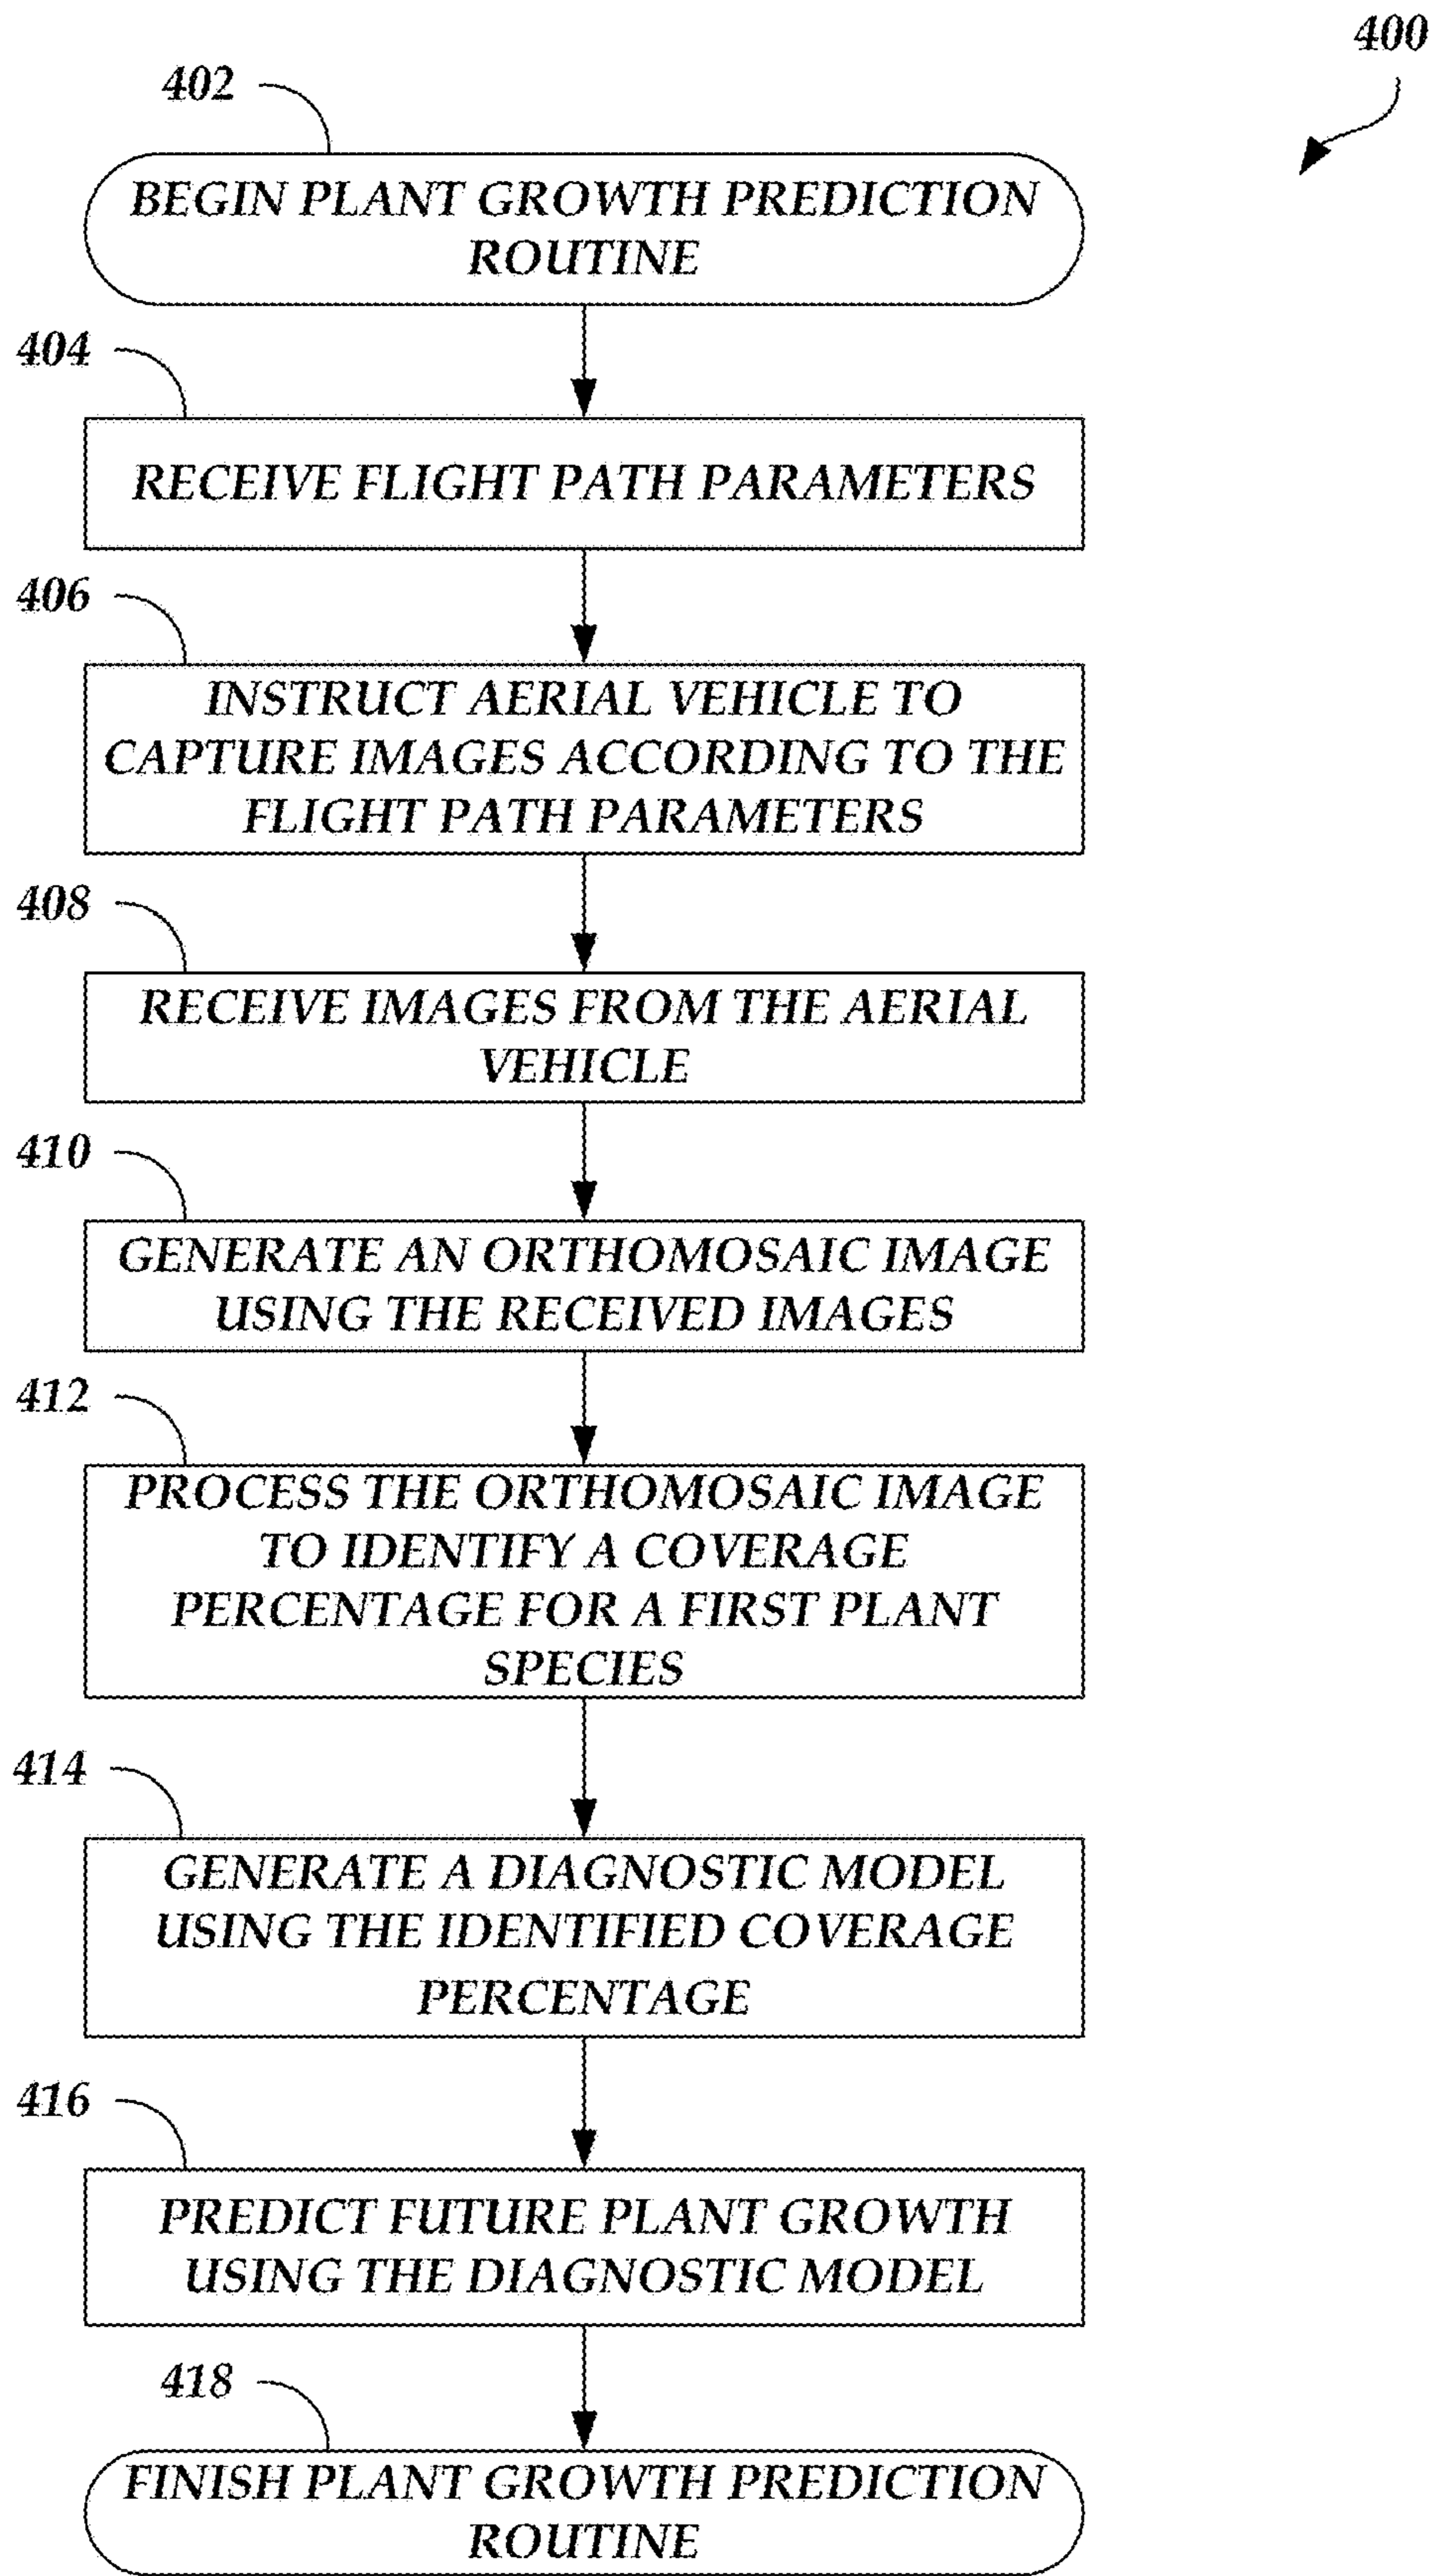 400
402
BEGIN PLANT GROWTH PREDICTION
ROUTINE
404
RECEIVE FLIGHT PATH PARAMETERS
406
INSTRUCT AERIAL VEHICLE TO
CAPTURE IMAGES ACCORDING TO THE
FLIGHT PATH PARAMETERS
408
RECEIVE IMAGES FROM THE AERIAL
VEHICLE
410
GENERATE AN ORTHOMOSAIC IMAGE
USING THE RECEIVED IMAGES
412
PROCESS THE ORTHOMOSAIC IMAGE
TO IDENTIFY A COVERAGE
PERCENTAGE FOR A FIRST PLANT
SPECIES
414
GENERATE A DIAGNOSTIC MODEL
USING THE IDENTIFIED COVERAGE
PERCENTAGE
416
PREDICT FUTURE PLANT GROWTH
USING THE DIAGNOSTIC MODEL
418
FINISH PLANT GROWTH PREDICTION
ROUTINE